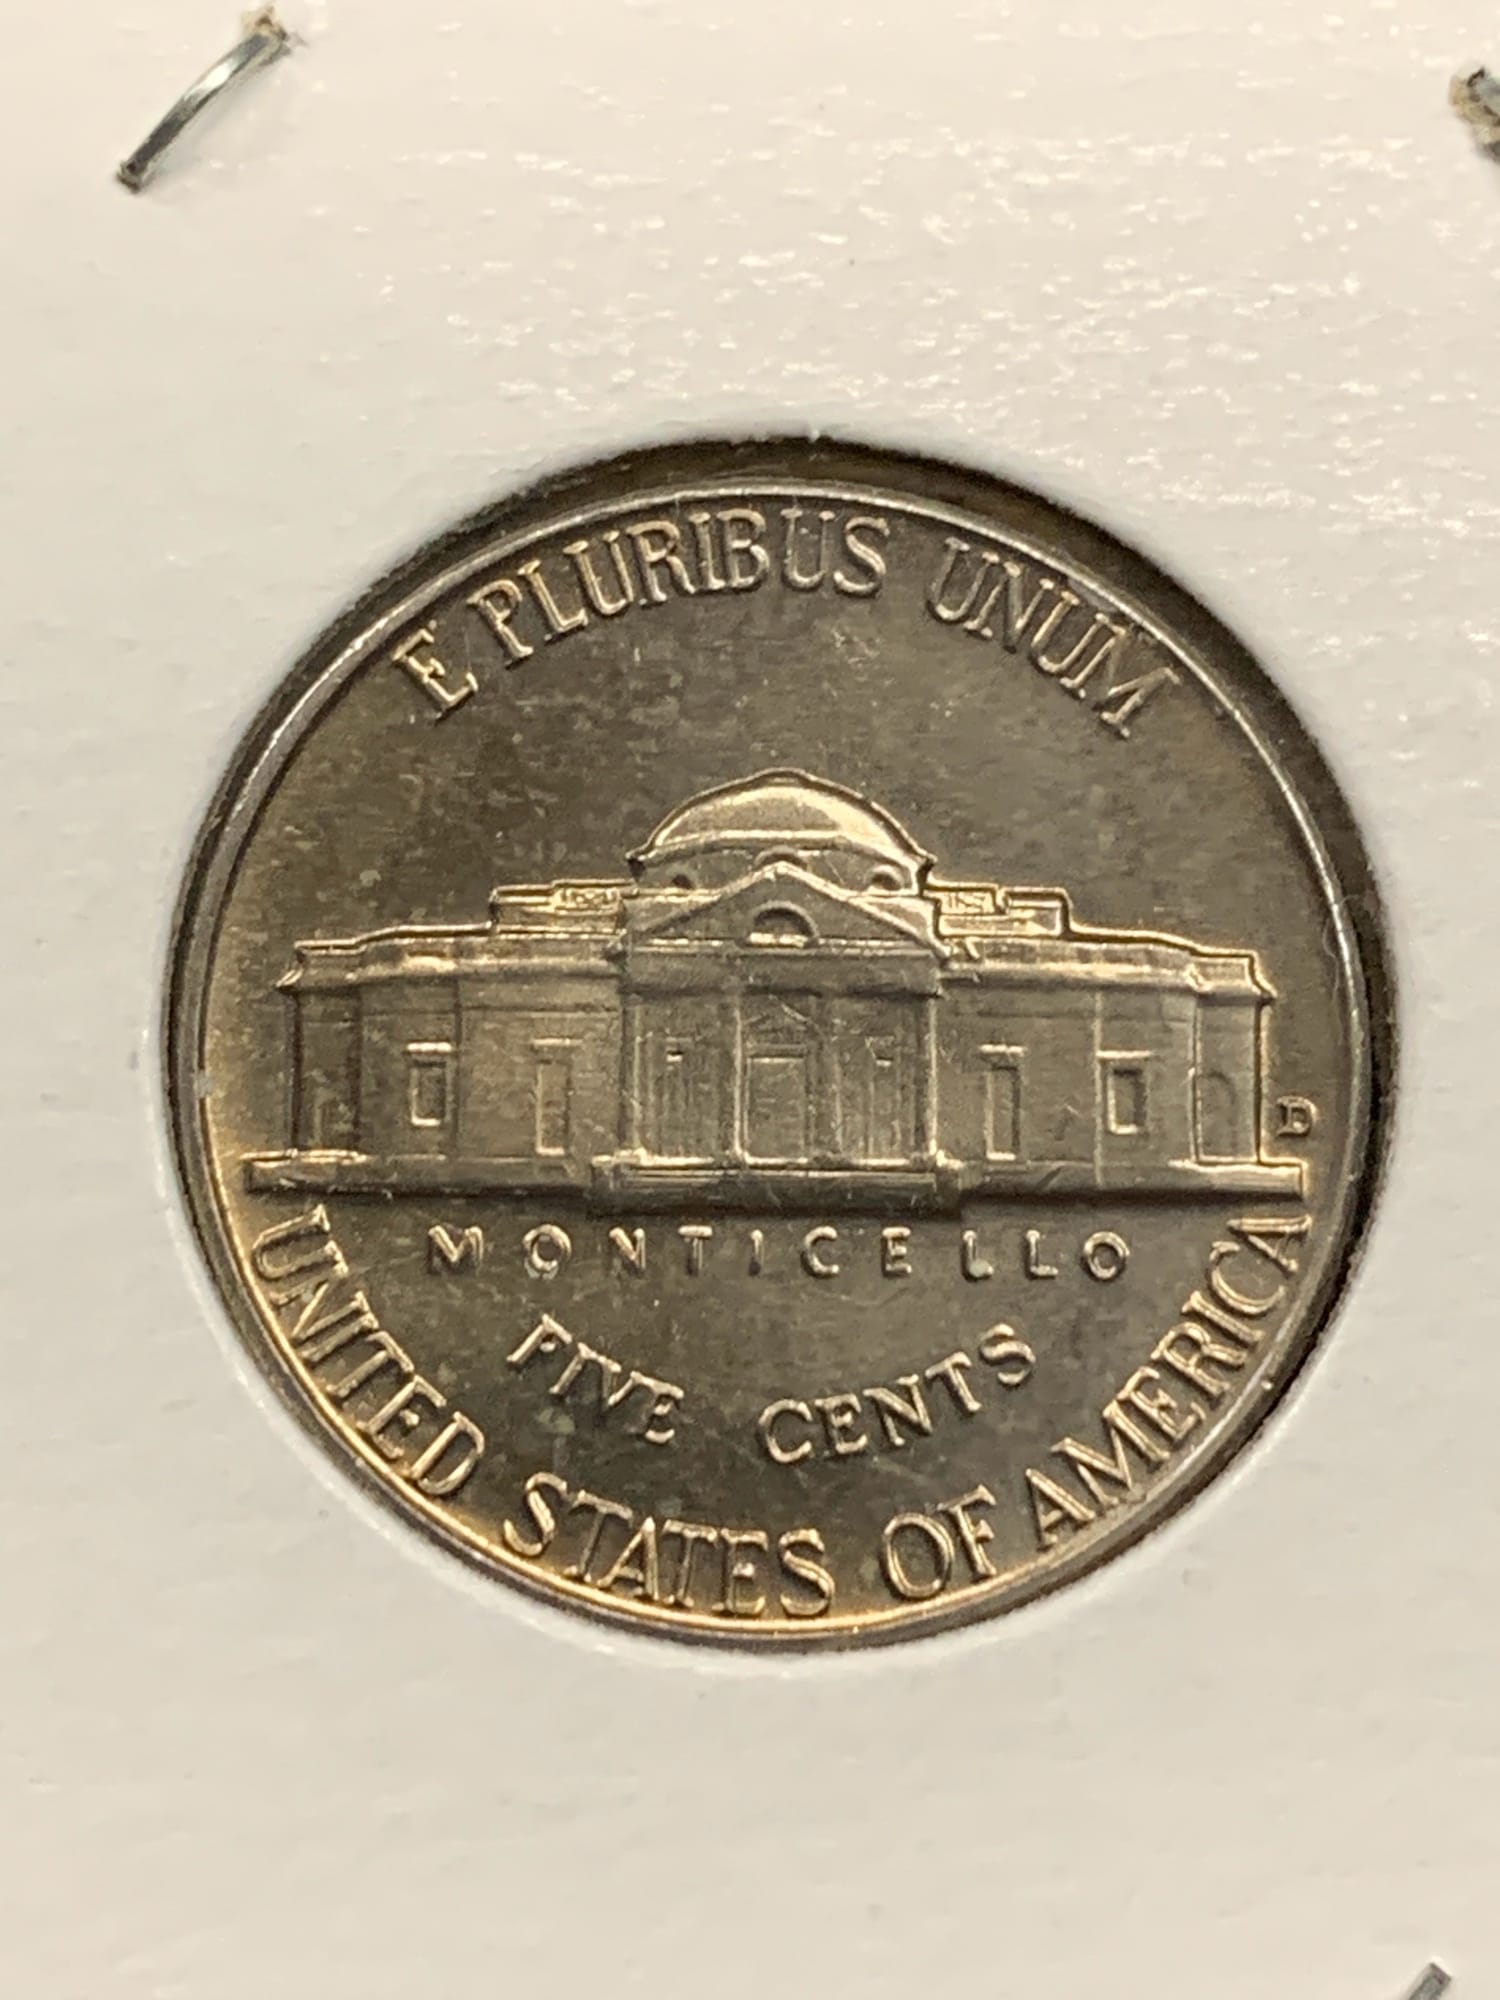 E PLURIBUS UNUM
D
MONTICELLO
FIVE CENTS
UNITED STATES OF AMERICA